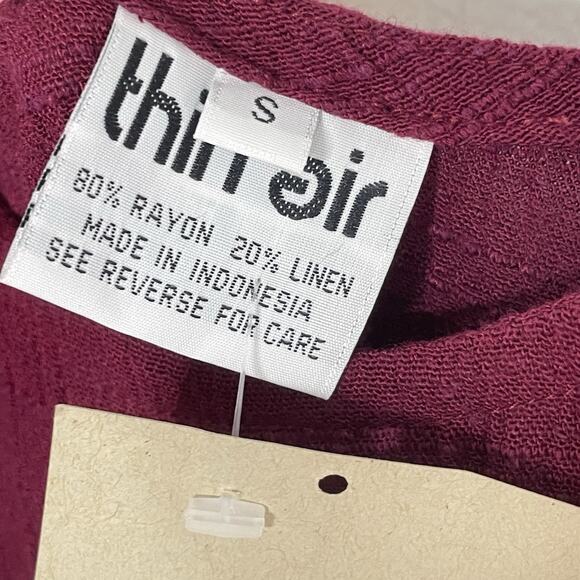 thin air
S
80% RAYON 20% LINEN
MADE IN INDONESIA
SEE REVERSE FOR CARE